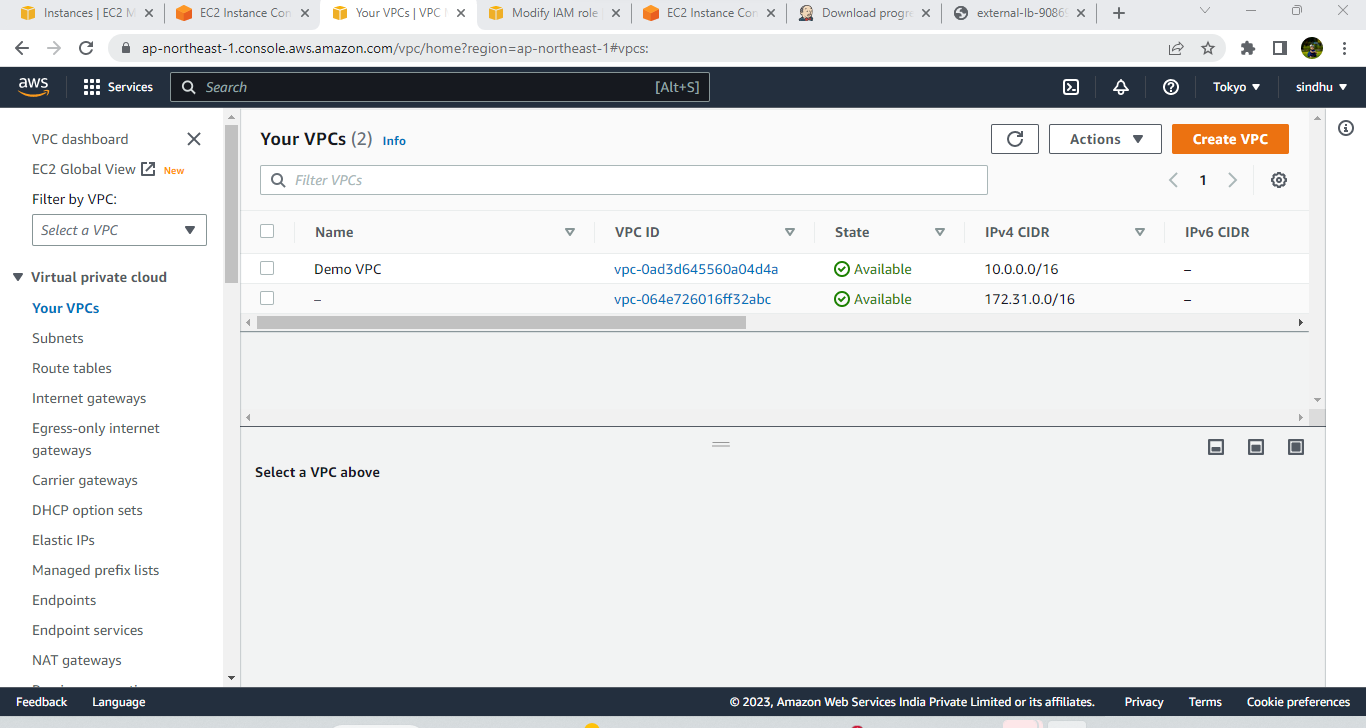 Instances | EC2 M
EC2 Instance Con
Your VPCs | VPC M
Modify IAM role
EC2 Instance Con
Download progre
external-lb-9086
ap-northeast-1.console.aws.amazon.com/vpc/home?region=ap-northeast-1#vpcs:
aws Services Search [Alt+S] Tokyo sindhu
VPC dashboard
EC2 Global View New
Filter by VPC:
Select a VPC
Virtual private cloud
Your VPCs
Subnets
Route tables
Internet gateways
Egress-only internet
gateways
Carrier gateways
DHCP option sets
Elastic IPs
Managed prefix lists
Endpoints
Endpoint services
NAT gateways
Your VPCs (2) Info
Actions Create VPC
Filter VPCs
1
Name VPC ID State IPv4 CIDR IPv6 CIDR
Demo VPC vpc-0ad3d645560a04d4a Available 10.0.0.0/16 –
– vpc-064e726016ff32abc Available 172.31.0.0/16 –
Select a VPC above
Feedback Language © 2023, Amazon Web Services India Private Limited or its affiliates. Privacy Terms Cookie preferences